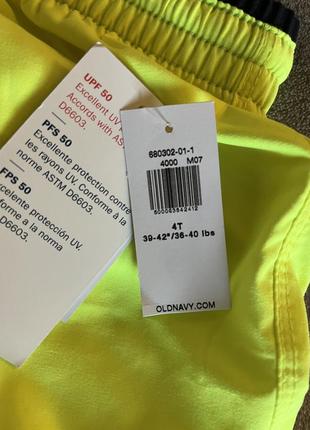 UPF 50
Excellent UV
Accords with AS
D6603.
PFS 50
Excellente protection contre
les rayons UV. Conforme à la
norme ASTM D6603.
FPS 50
Excelente protección UV.
Conforme a la norma
D6603.
680302-01-1
4000 M07
500063642412
4T
39-42"/36-40 lbs
OLDNAVY.COM